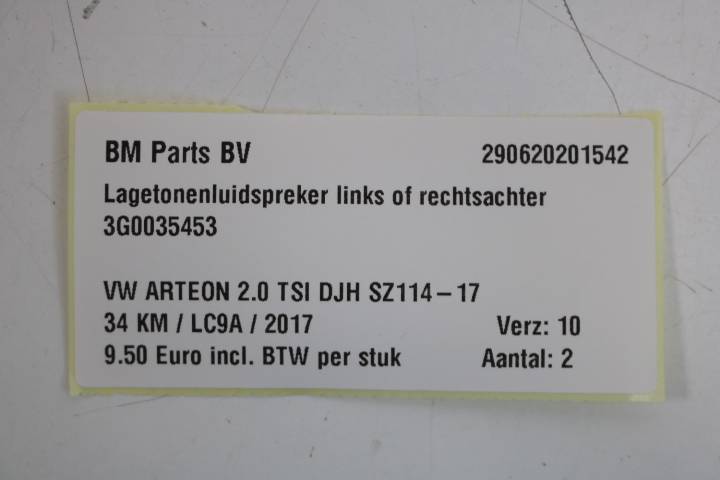 BM Parts BV 290620201542
Lagetonenluidspreker links of rechtsachter
3G0035453
VW ARTEON 2.0 TSI DJH SZ114-17
34 KM / LC9A / 2017 Verz: 10
9.50 Euro incl. BTW per stuk Aantal: 2